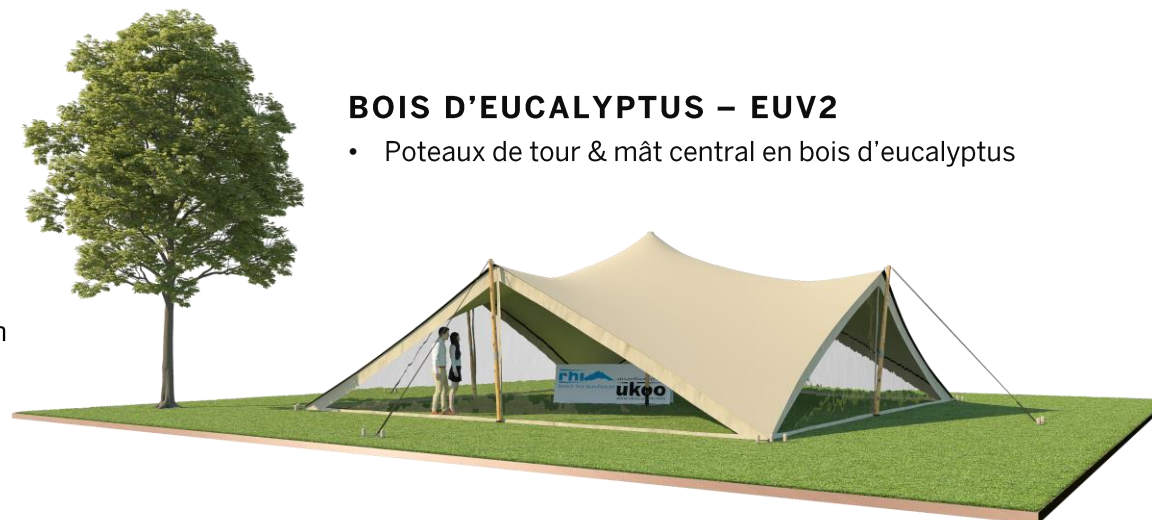 BOIS D’EUCALYPTUS – EUV2
• Poteaux de tour & mât central en bois d’eucalyptus
rhi
ukoo